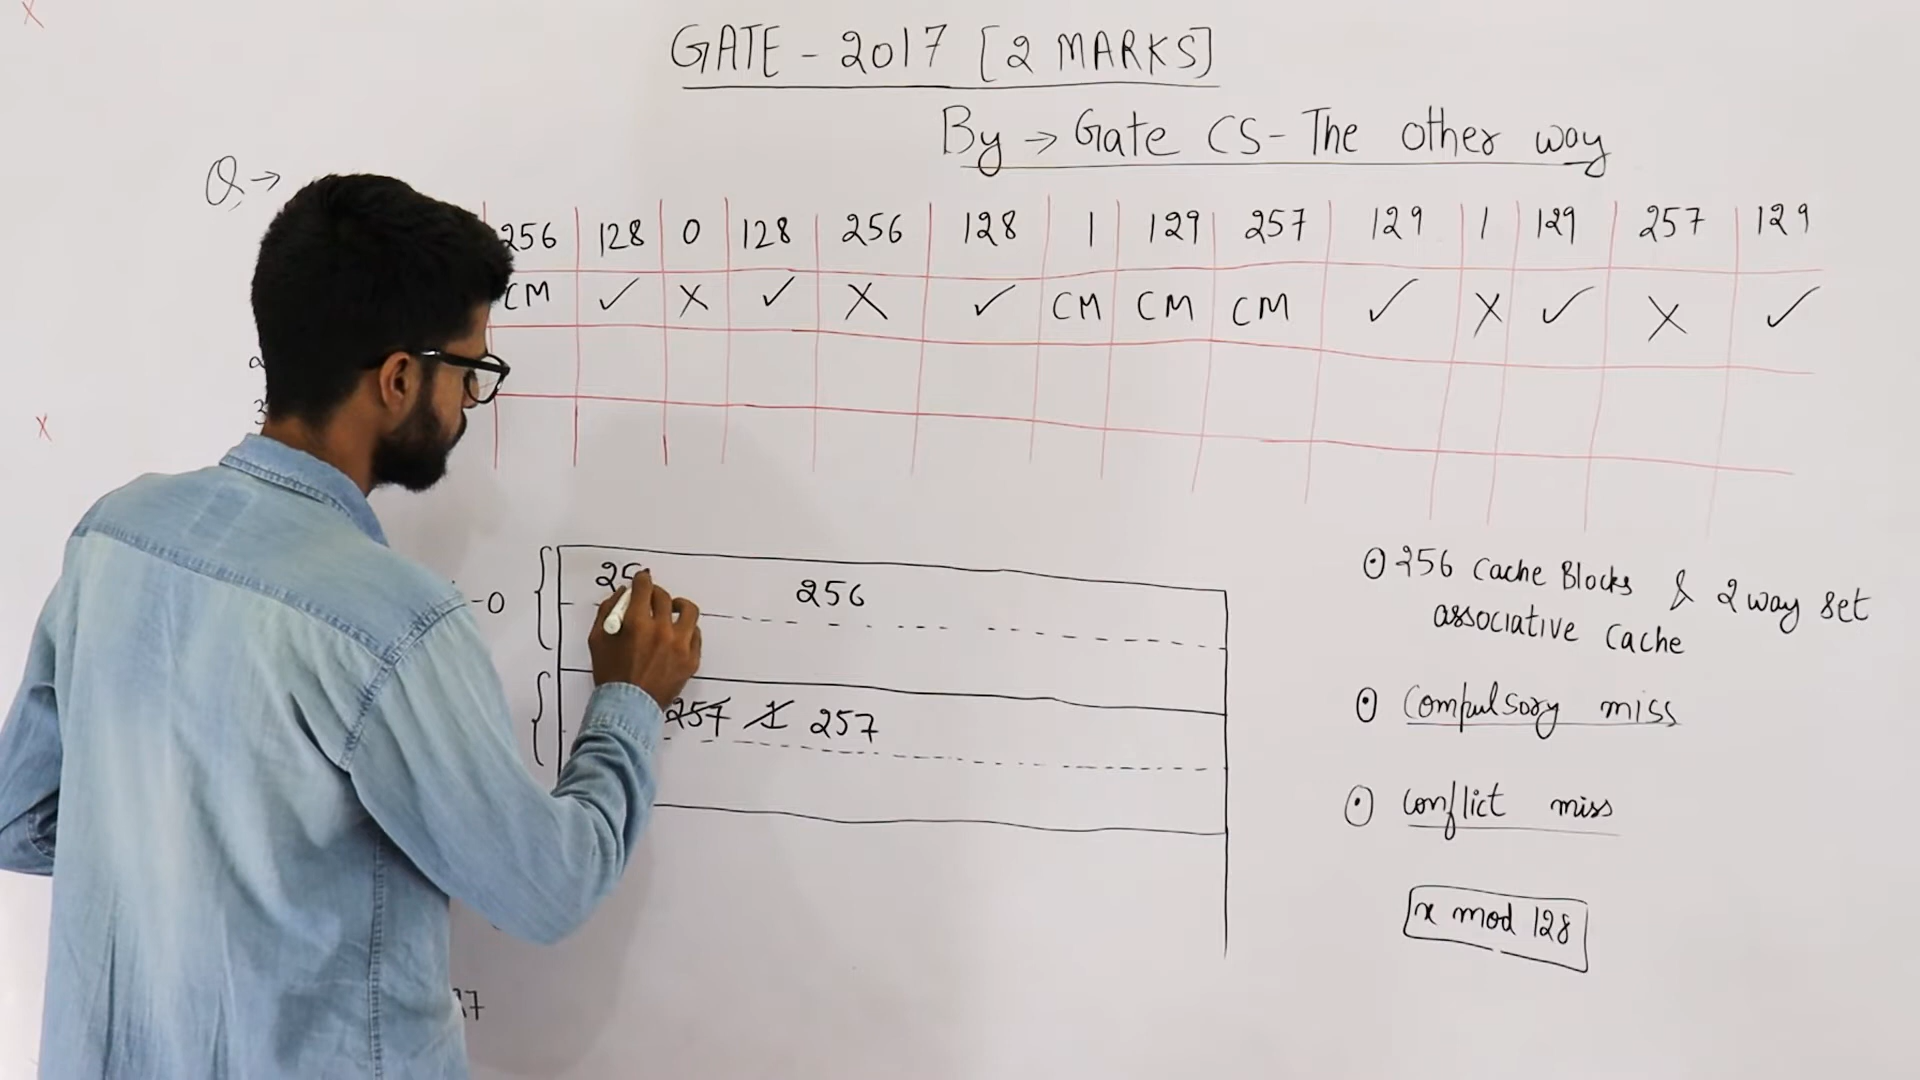 GATE - 2017 [2 MARKS]
By → Gate CS - The other way
Q →
256 128 0 128 256 128 1 129 257 129 1 129 257 129
CM ✓ X ✓ X ✓ CM CM CM ✓ X ✓ X ✓
-0 256
257 1 257
⊙ 256 Cache Blocks & 2 way set
associative Cache
⊙ Compulsory miss
⊙ Conflict miss
x mod 128